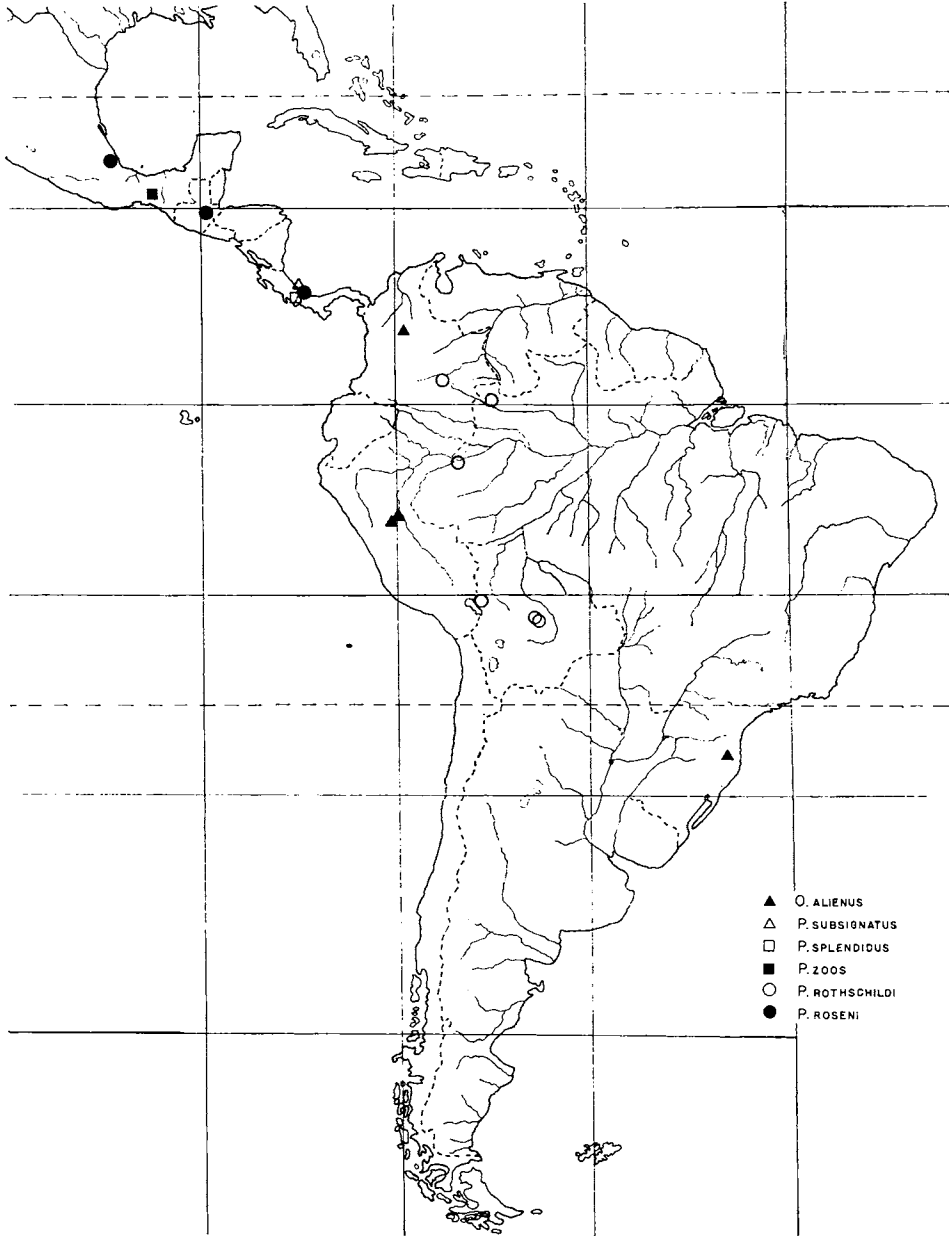 O. ALIENUS
P. SUBSIGNATUS
P. SPLENDIDUS
P. ZOOS
P. ROTHSCHILDI
P. ROSENI